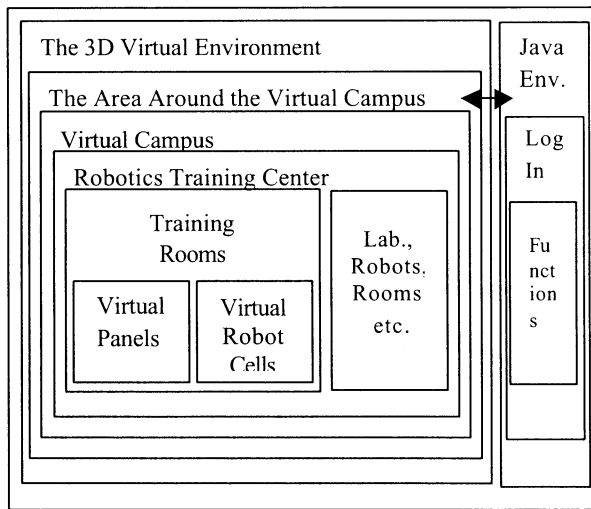 The 3D Virtual Environment
The Area Around the Virtual Campus
Virtual Campus
Robotics Training Center
Training
Rooms
Virtual
Panels
Virtual
Robot
Cells
Lab.,
Robots,
Rooms
etc.
Java
Env.
Log
In
Fu
nct
ion
s